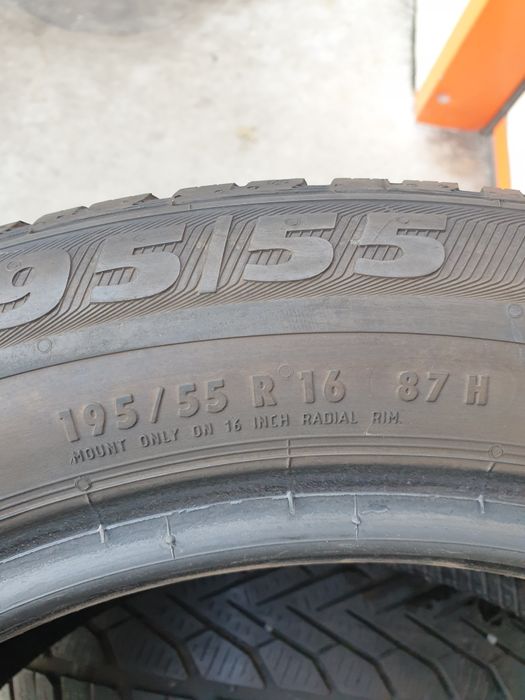 95/55
195/55 R 16 87 H
MOUNT ONLY ON 16 INCH RADIAL RIM.